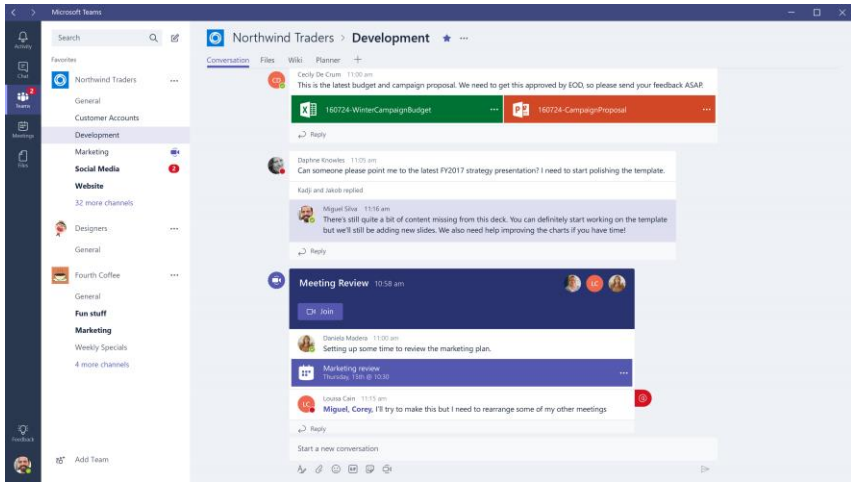 Microsoft Teams
Activity
Chat
2
Teams
Meetings
Files
Feedback
Search
Favorites
Northwind Traders
General
Customer Accounts
Development
Marketing
Social Media 2
Website
32 more channels
Designers
General
Fourth Coffee
General
Fun stuff
Marketing
Weekly Specials
4 more channels
Add Team
Northwind Traders > Development
Conversation Files Wiki Planner
CD
Cecily De Crum 11:00 am
This is the latest budget and campaign proposal. We need to get this approved by EOD, so please send your feedback ASAP.
160724-WinterCampaignBudget
160724-CampaignProposal
Reply
Daphne Knowles 11:05 am
Can someone please point me to the latest FY2017 strategy presentation? I need to start polishing the template.
Kadji and Jakob replied
Miguel Silva 11:16 am
There's still quite a bit of content missing from this deck. You can definitely start working on the template
but we'll still be adding new slides. We also need help improving the charts if you have time!
Reply
Meeting Review 10:58 am
LC
Join
Daniela Madera 11:00 am
Setting up some time to review the marketing plan.
Marketing review
Thursday, 15th @ 10:30
LC
Louisa Cain 11:15 am
Miguel, Corey, I'll try to make this but I need to rearrange some of my other meetings
Reply
Start a new conversation